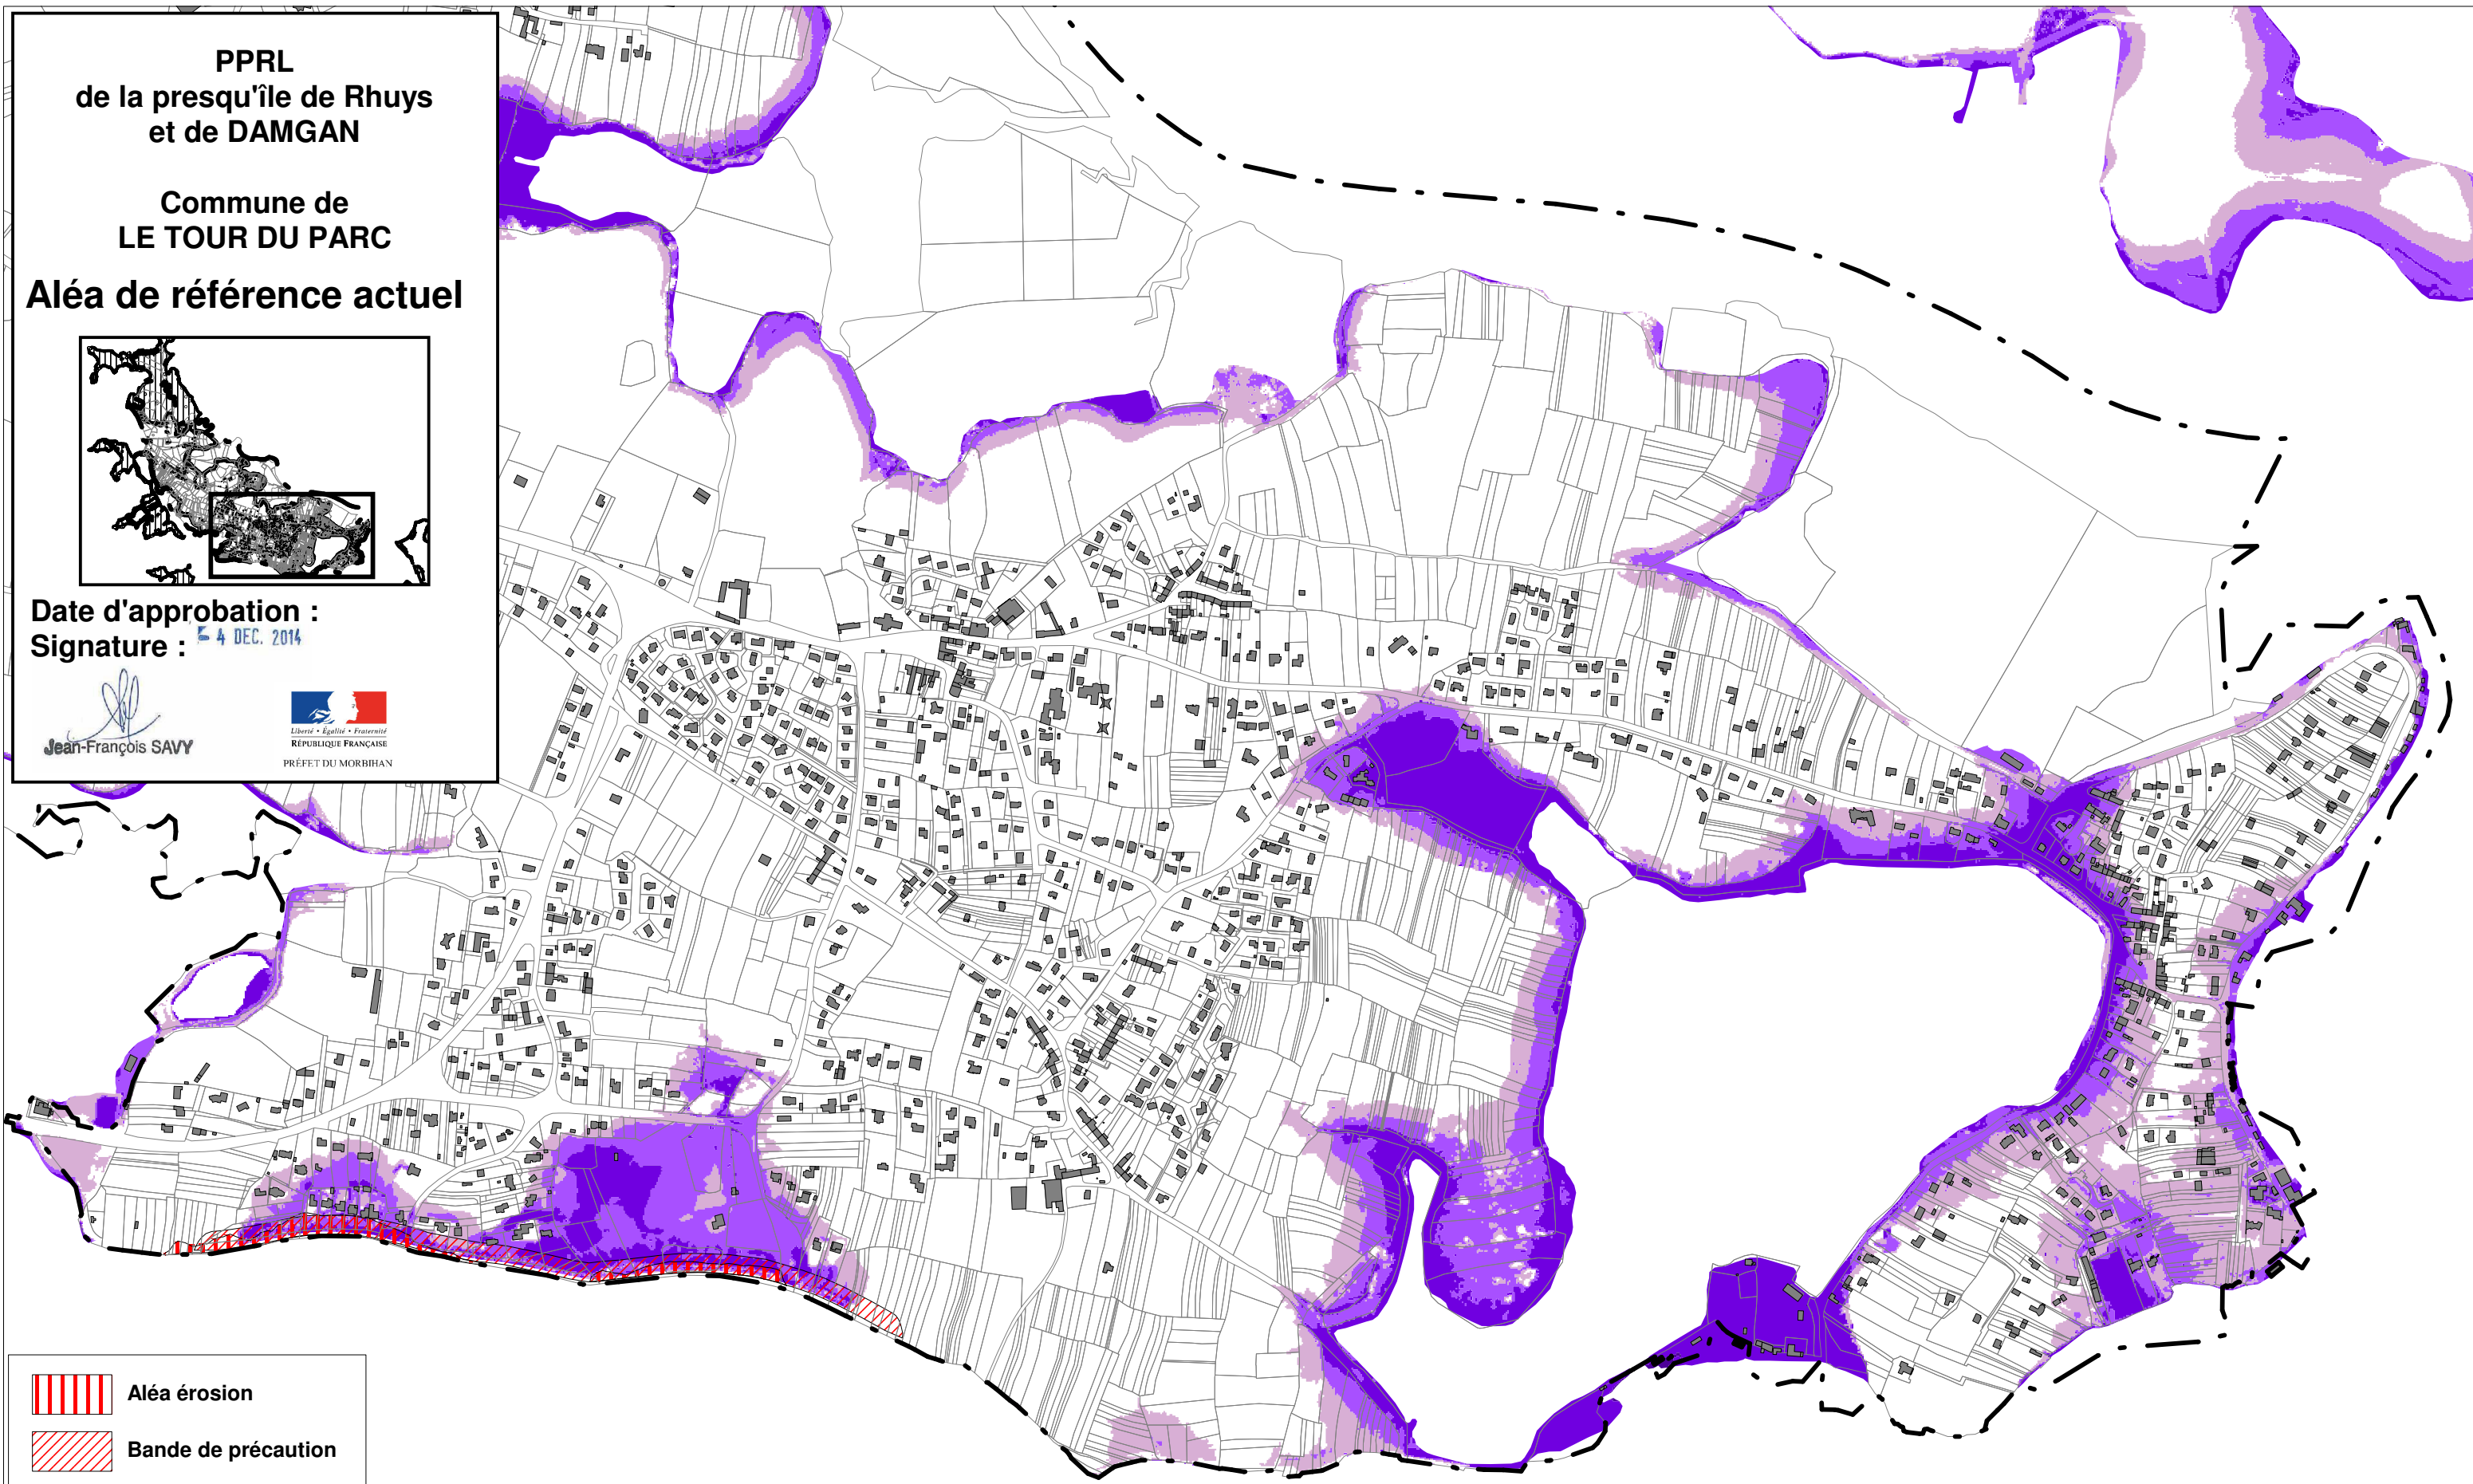 PPRL
de la presqu'île de Rhuys
et de DAMGAN
Commune de
LE TOUR DU PARC
Aléa de référence actuel
Date d'approbation :
Signature :
4 DEC. 2014
Jean-François SAVY
Liberté • Égalité • Fraternité
RÉPUBLIQUE FRANÇAISE
PRÉFET DU MORBIHAN
Aléa érosion
Bande de précaution